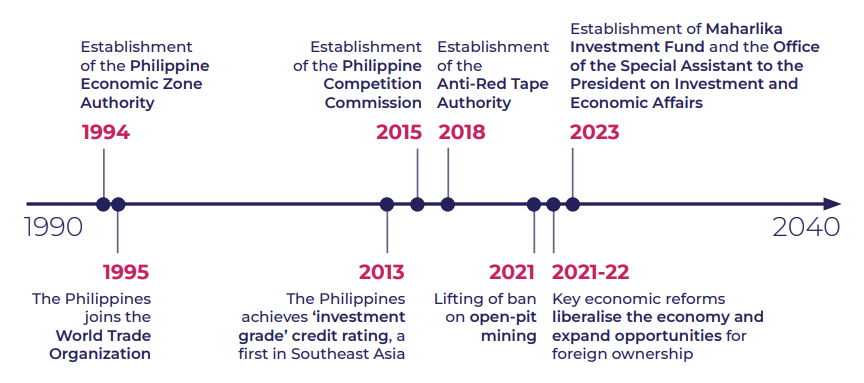 Establishment
of the Philippine
Economic Zone
Authority
1994
Establishment
of the Philippine
Competition
Commission
2015
Establishment
of the
Anti-Red Tape
Authority
2018
Establishment of Maharlika
Investment Fund and the Office
of the Special Assistant to the
President on Investment and
Economic Affairs
2023
1990
2040
1995
The Philippines
joins the
World Trade
Organization
2013
The Philippines
achieves ‘investment
grade’ credit rating, a
first in Southeast Asia
2021
Lifting of ban
on open-pit
mining
2021-22
Key economic reforms
liberalise the economy and
expand opportunities for
foreign ownership